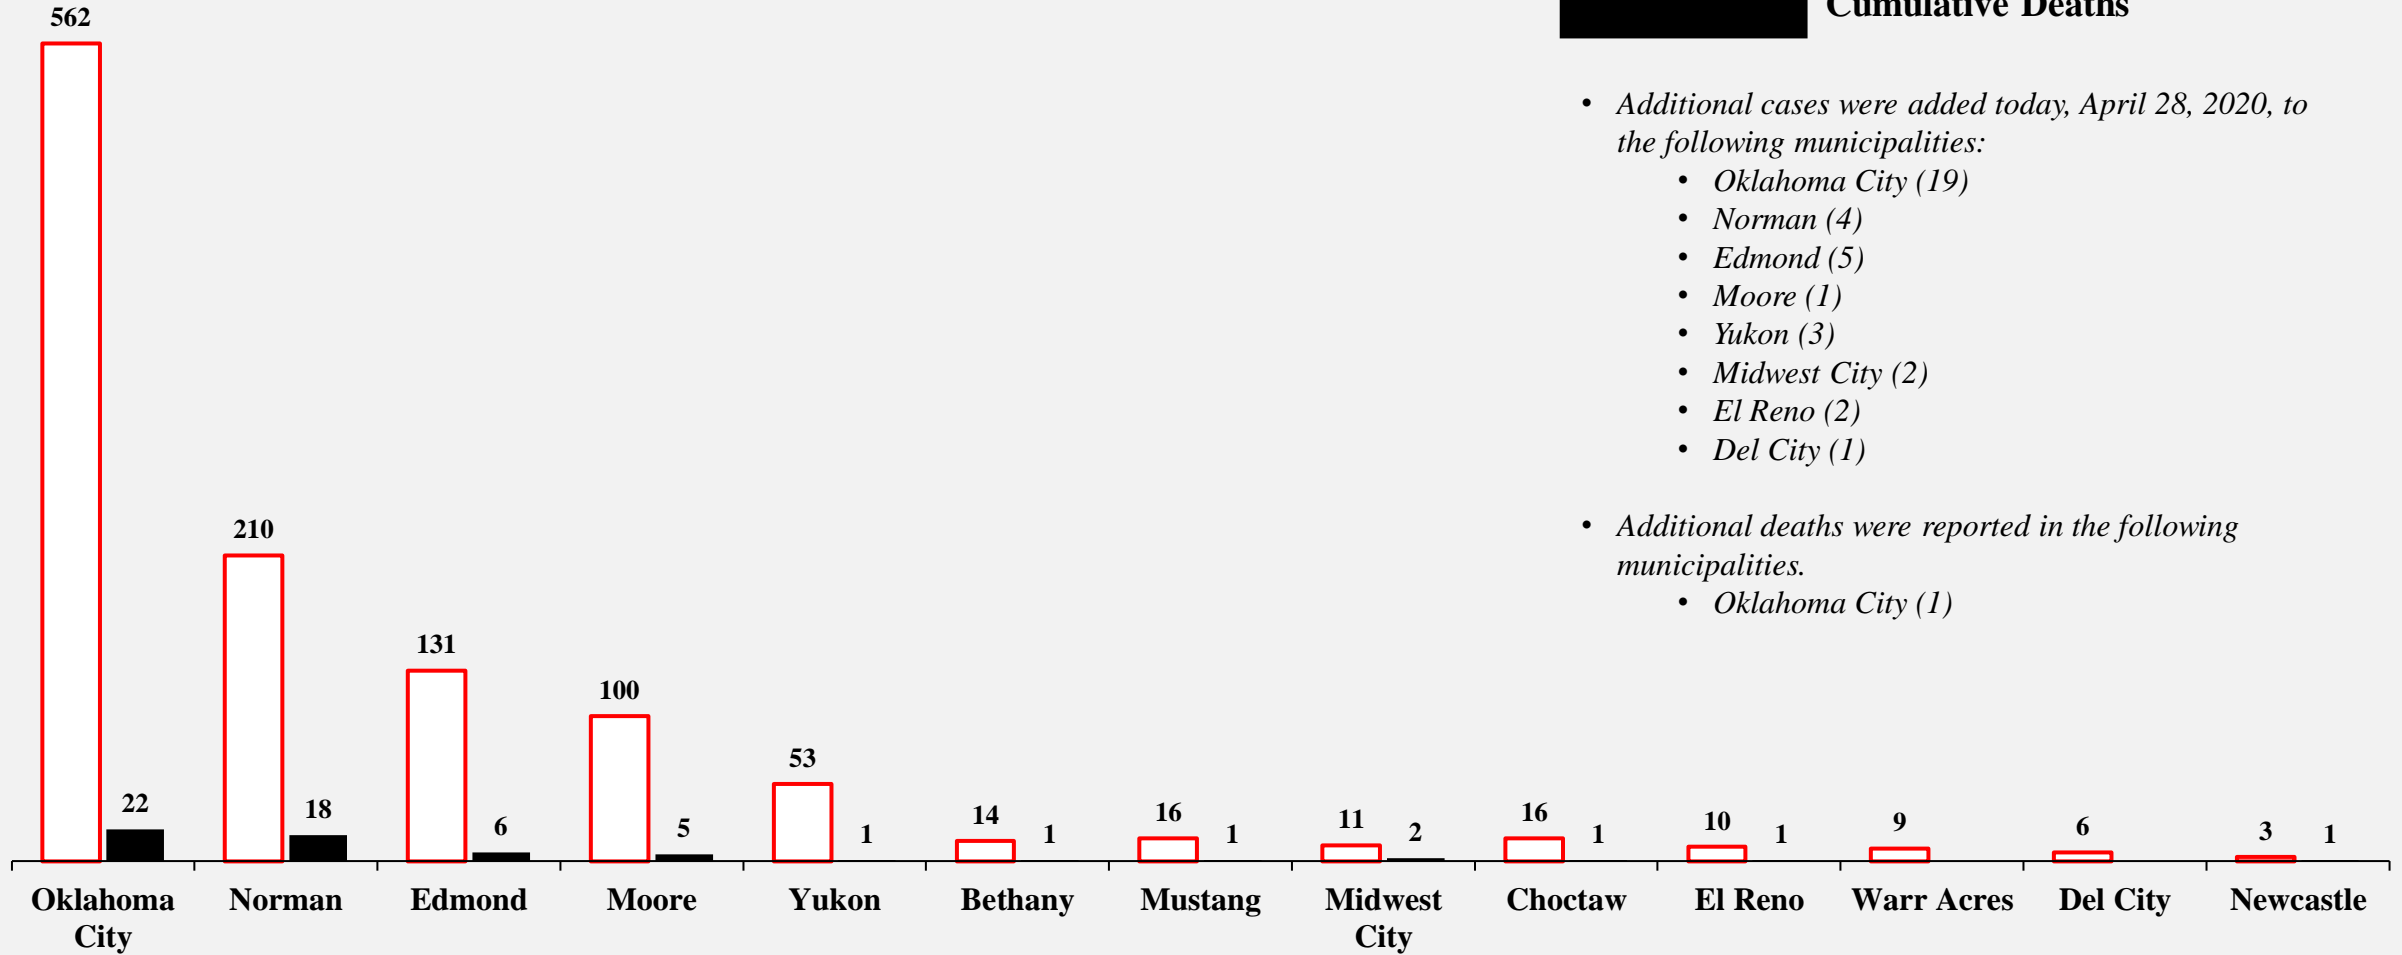 Cumulative Deaths
• Additional cases were added today, April 28, 2020, to
the following municipalities:
• Oklahoma City (19)
• Norman (4)
• Edmond (5)
• Moore (1)
• Yukon (3)
• Midwest City (2)
• El Reno (2)
• Del City (1)
• Additional deaths were reported in the following
municipalities.
• Oklahoma City (1)
562
22
210
18
131
6
100
5
53
1
14
1
16
1
11
2
16
1
10
1
9
6
3
1
Oklahoma
City
Norman
Edmond
Moore
Yukon
Bethany
Mustang
Midwest
City
Choctaw
El Reno
Warr Acres
Del City
Newcastle